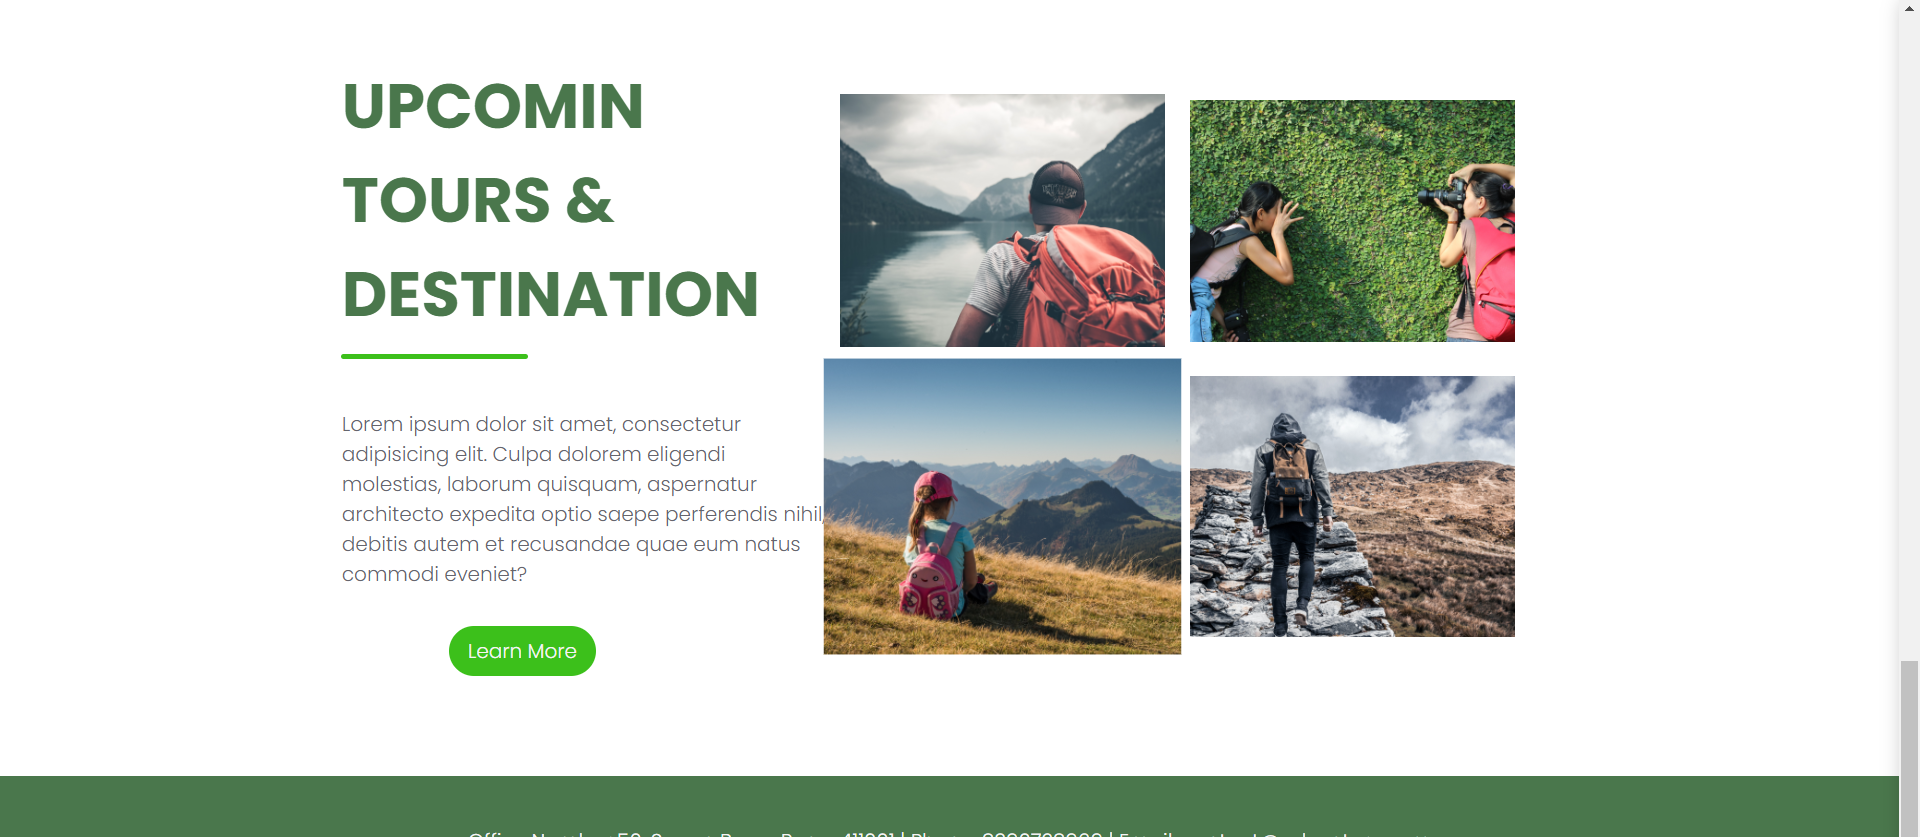 UPCOMIN
TOURS &
DESTINATION
Lorem ipsum dolor sit amet, consectetur
adipisicing elit. Culpa dolorem eligendi
molestias, laborum quisquam, aspernatur
architecto expedita optio saepe perferendis nihil,
debitis autem et recusandae quae eum natus
commodi eveniet?
Learn More